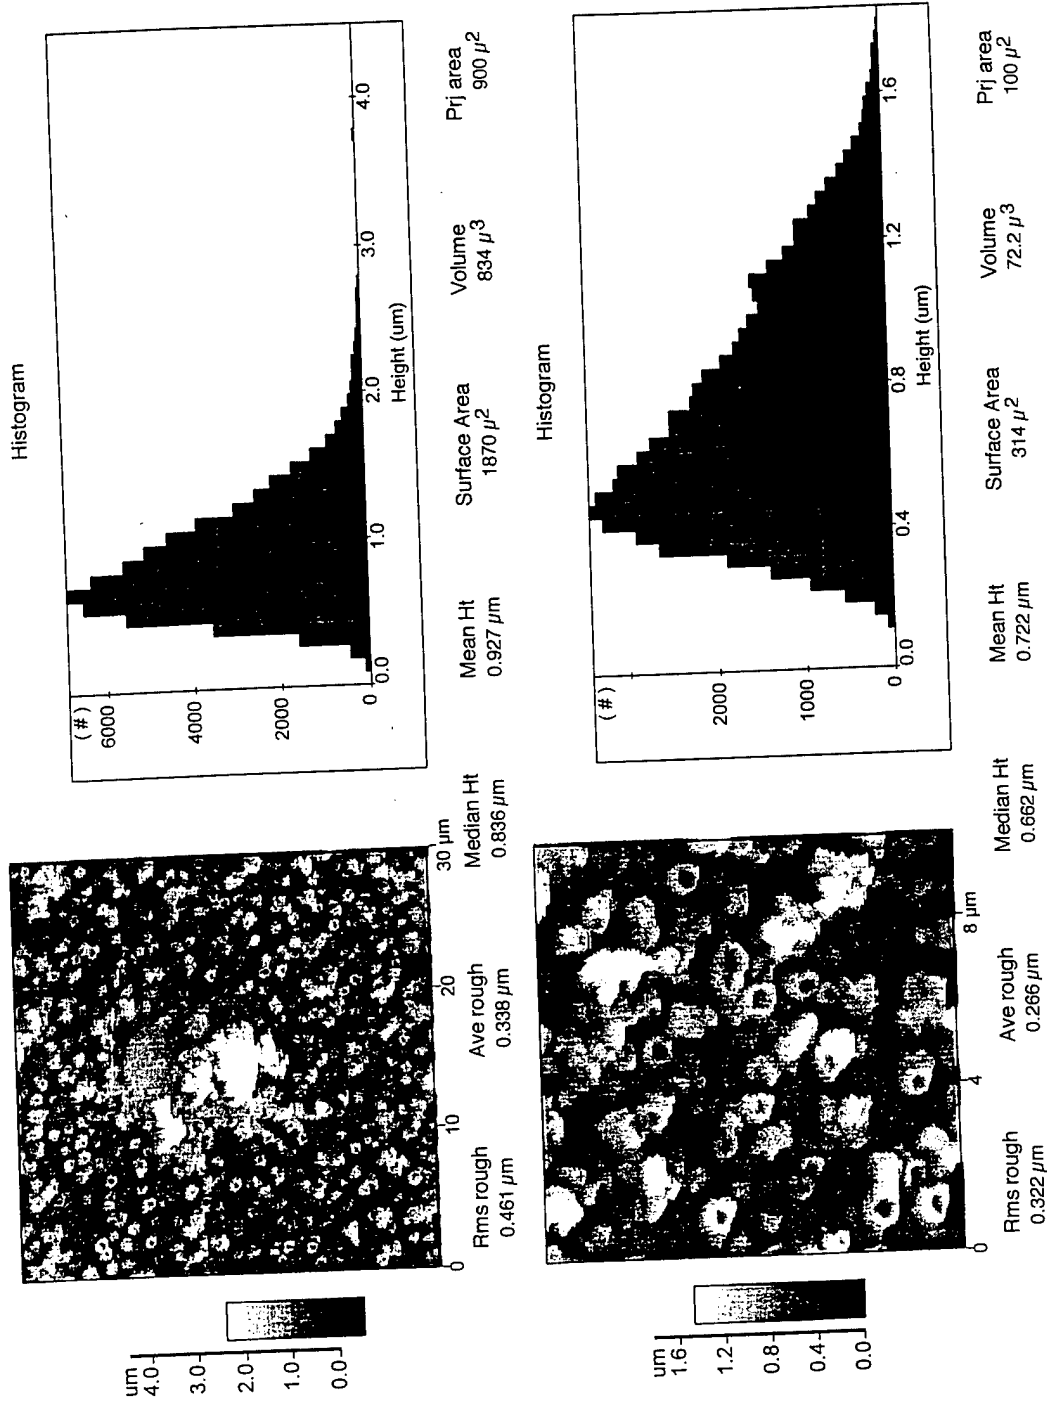 Histogram
um
4.0
3.0
2.0
1.0
0.0
0
10
20
30 µm
(#)
6000
4000
2000
0
0.0
1.0
2.0
3.0
4.0
Height (um)
Rms rough Ave rough Median Ht Mean Ht Surface Area Volume Prj area
0.461 µm 0.338 µm 0.836 µm 0.927 µm 1870 µ2 834 µ3 900 µ2
Histogram
um
1.6
1.2
0.8
0.4
0.0
0
4
8 µm
(#)
2000
1000
0
0.0
0.4
0.8
1.2
1.6
Height (um)
Rms rough Ave rough Median Ht Mean Ht Surface Area Volume Prj area
0.322 µm 0.266 µm 0.662 µm 0.722 µm 314 µ2 72.2 µ3 100 µ2